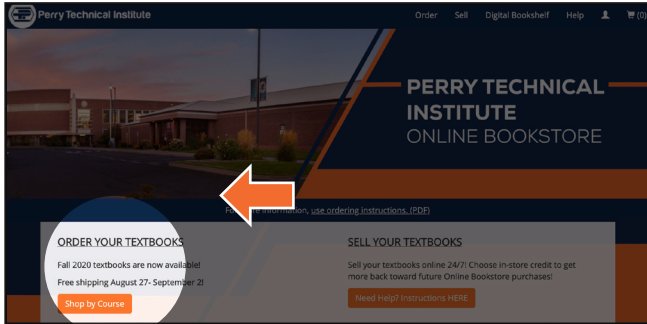 Perry Technical Institute
Order Sell Digital Bookshelf Help (0)
PERRY TECHNICAL
INSTITUTE
ONLINE BOOKSTORE
For more information, use ordering instructions. (PDF)
ORDER YOUR TEXTBOOKS
Fall 2020 textbooks are now available!
Free shipping August 27- September 2!
Shop by Course
SELL YOUR TEXTBOOKS
Sell your textbooks online 24/7! Choose in-store credit to get
more back toward future Online Bookstore purchases!
Need Help? Instructions HERE